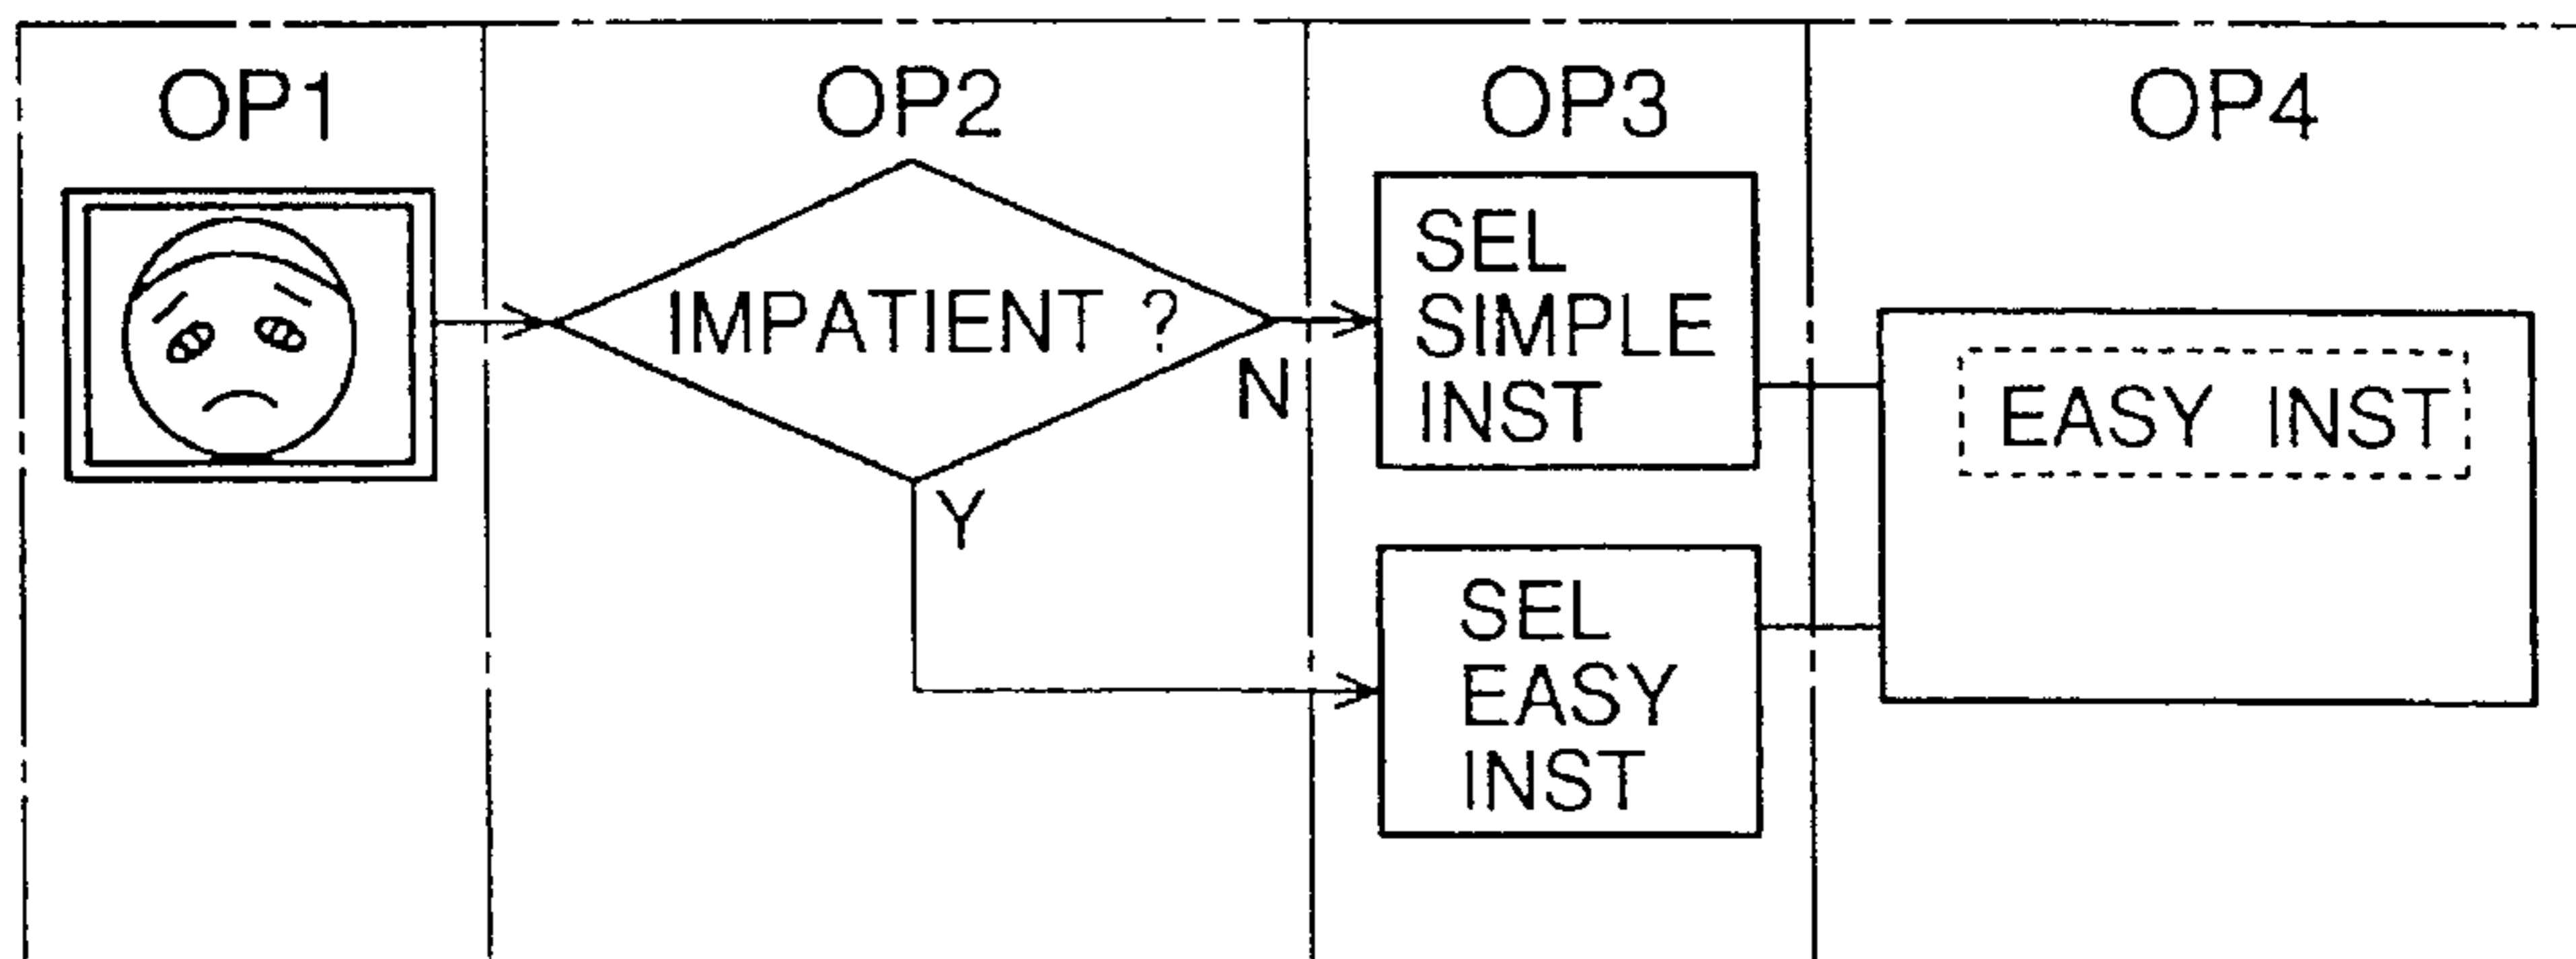 OP1
OP2
OP3
OP4
IMPATIENT ?
N
Y
SEL
SIMPLE
INST
SEL
EASY
INST
EASY INST